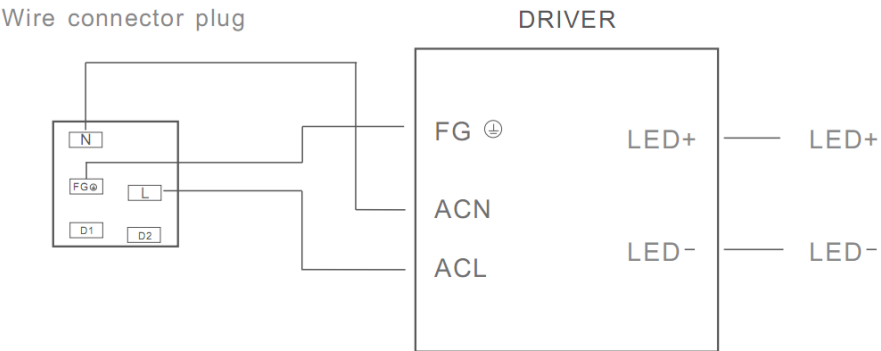 Wire connector plug
DRIVER
N
FG
L
D1
D2
FG
ACN
ACL
LED+
LED-
LED+
LED-